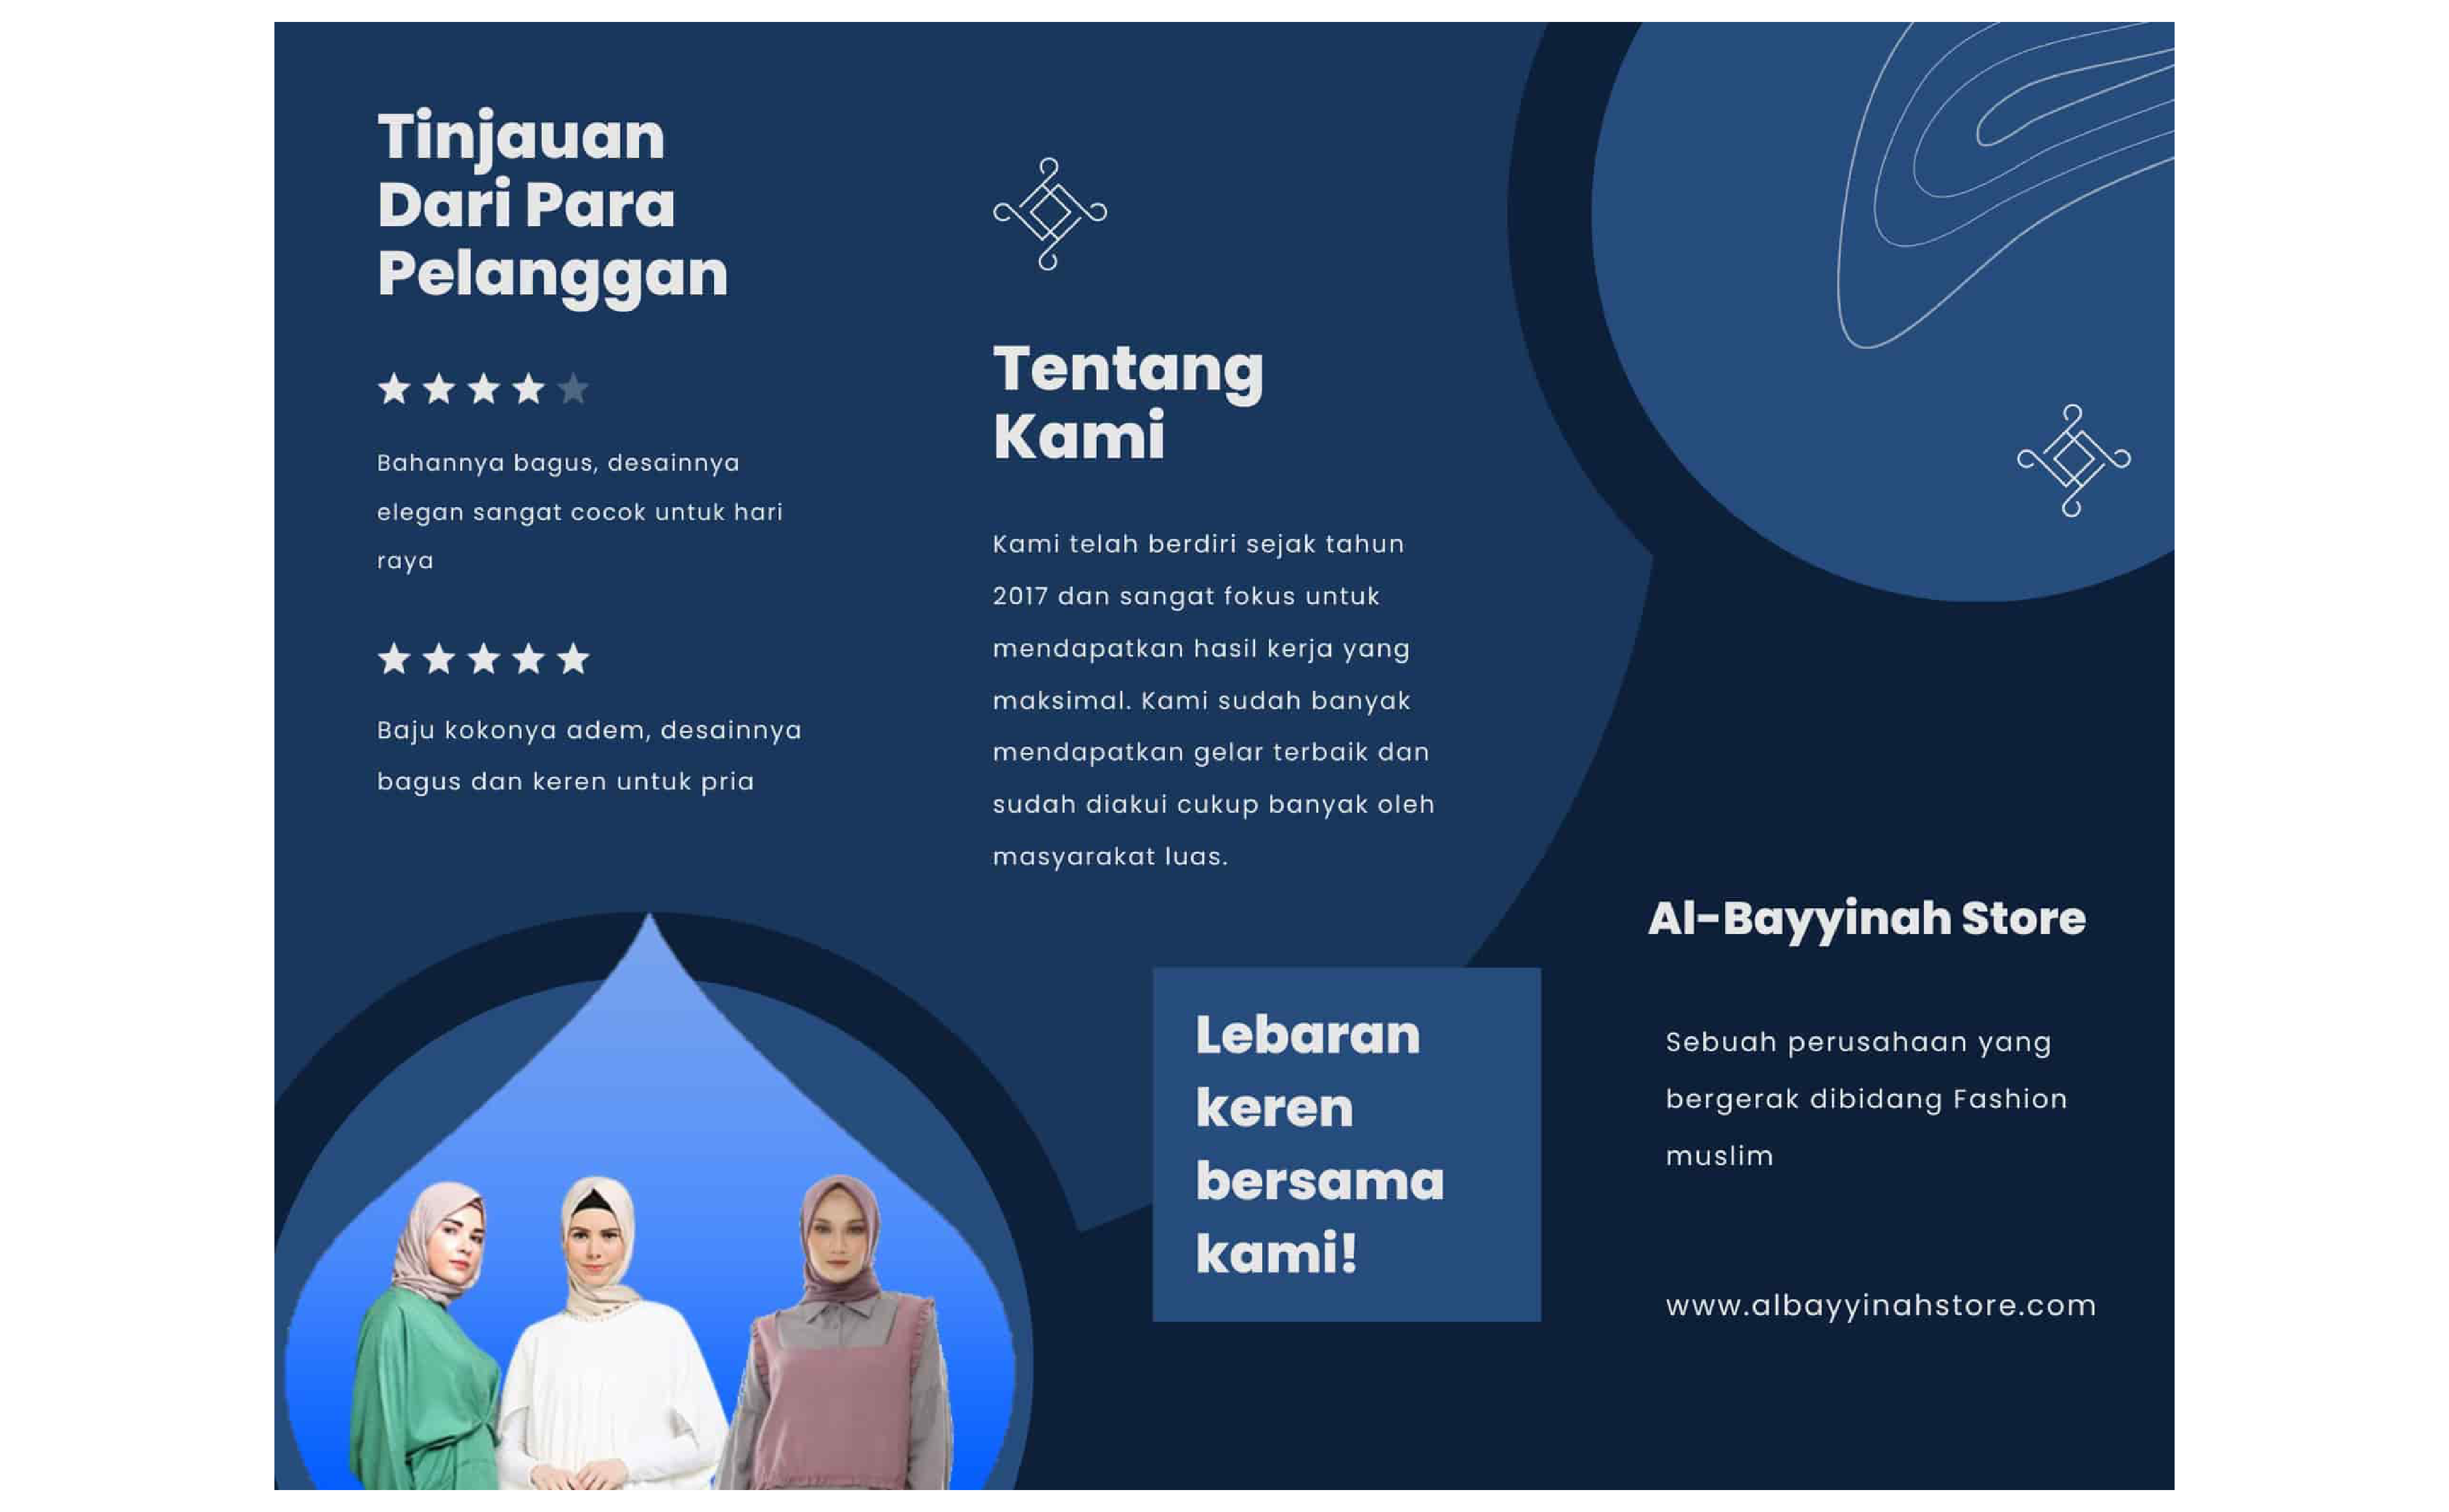 Tinjauan
Dari Para
Pelanggan
Bahannya bagus, desainnya
elegan sangat cocok untuk hari
raya
Baju kokonya adem, desainnya
bagus dan keren untuk pria
Tentang
Kami
Kami telah berdiri sejak tahun
2017 dan sangat fokus untuk
mendapatkan hasil kerja yang
maksimal. Kami sudah banyak
mendapatkan gelar terbaik dan
sudah diakui cukup banyak oleh
masyarakat luas.
Lebaran
keren
bersama
kami!
Al-Bayyinah Store
Sebuah perusahaan yang
bergerak dibidang Fashion
muslim
www.albayyinahstore.com